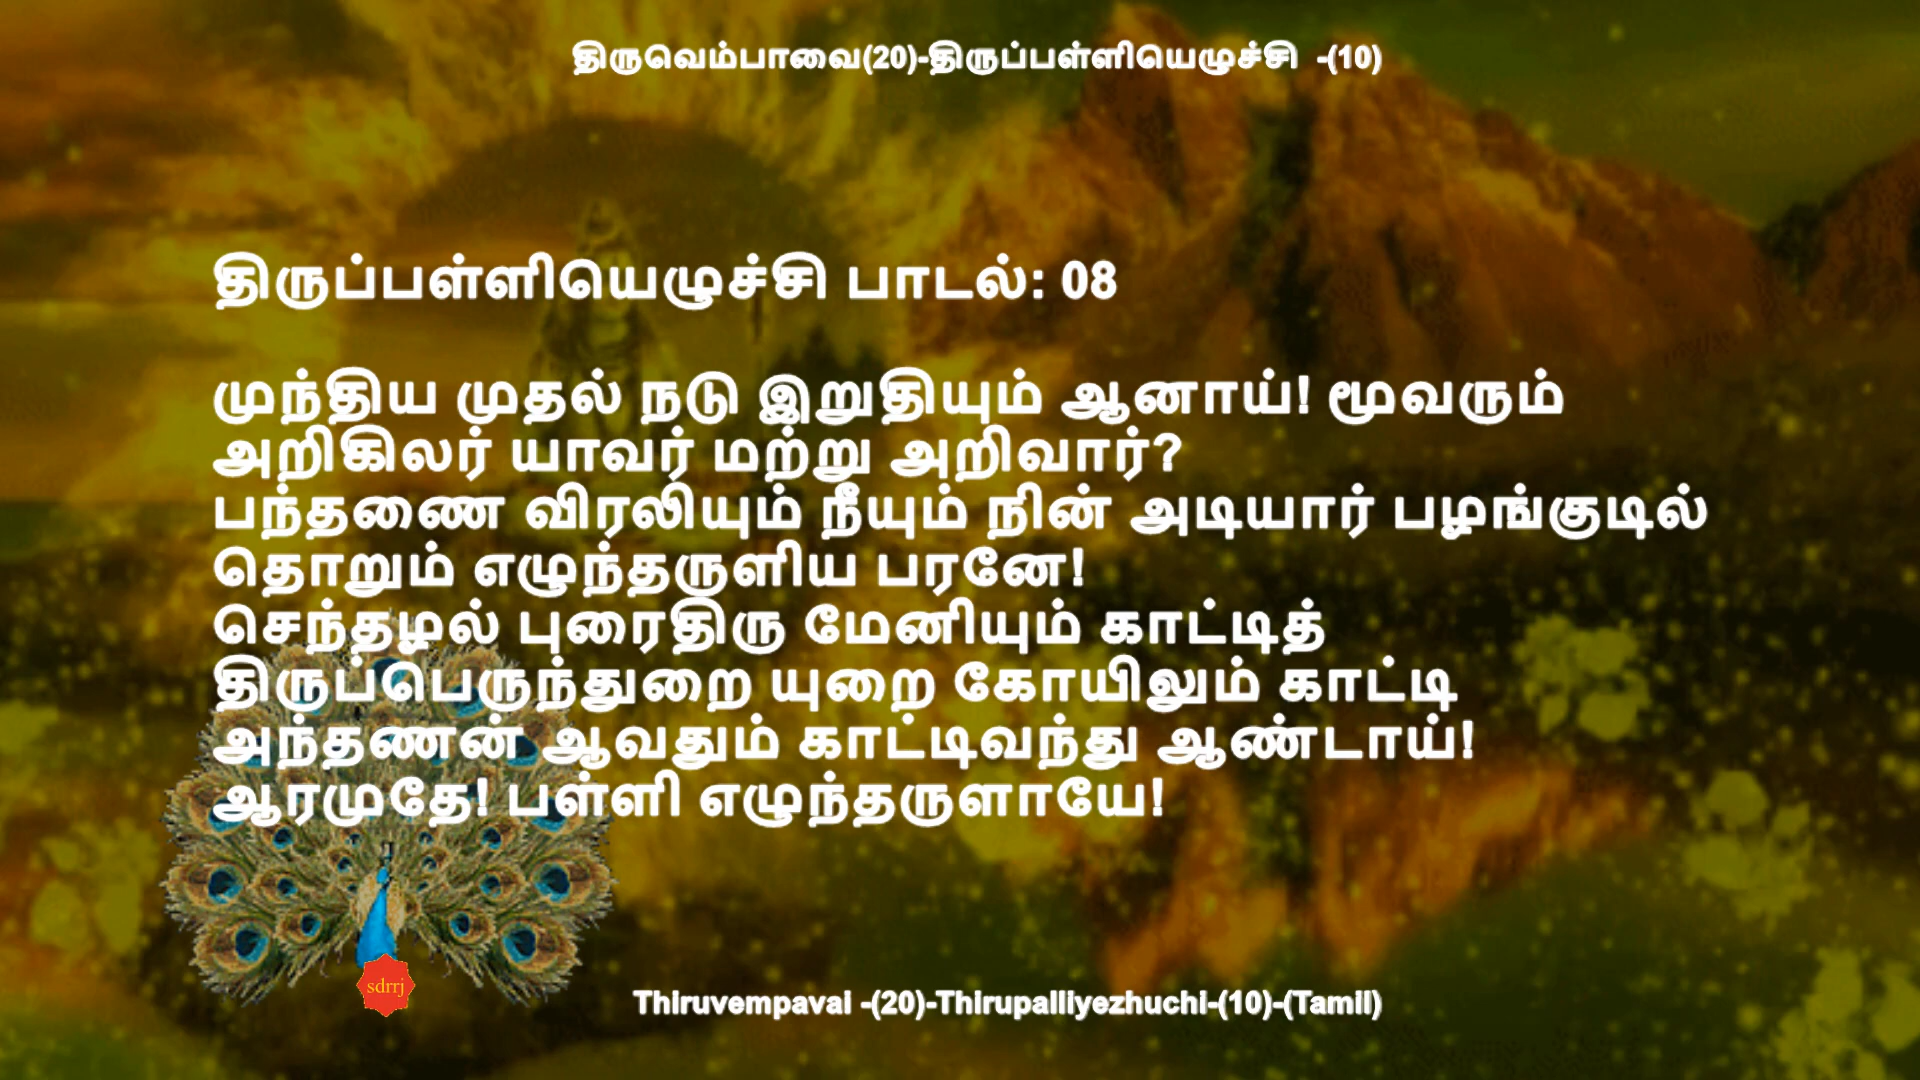 திருவெம்பாவை(20)-திருப்பள்ளியெழுச்சி -(10)
திருப்பள்ளியெழுச்சி பாடல்: 08
முந்திய முதல் நடு இறுதியும் ஆனாய்! மூவரும்
அறிகிலர் யாவர் மற்று அறிவார்?
பந்தணை விரலியும் நீயும் நின் அடியார் பழங்குடில்
தொறும் எழுந்தருளிய பரனே!
செந்தழல் புரைதிரு மேனியும் காட்டித்
திருப்பெருந்துறை யுறை கோயிலும் காட்டி
அந்தணன் ஆவதும் காட்டிவந்து ஆண்டாய்!
ஆரமுதே! பள்ளி எழுந்தருளாயே!
sdrrj
Thiruvempavai -(20)-Thirupalliyezhuchi-(10)-(Tamil)